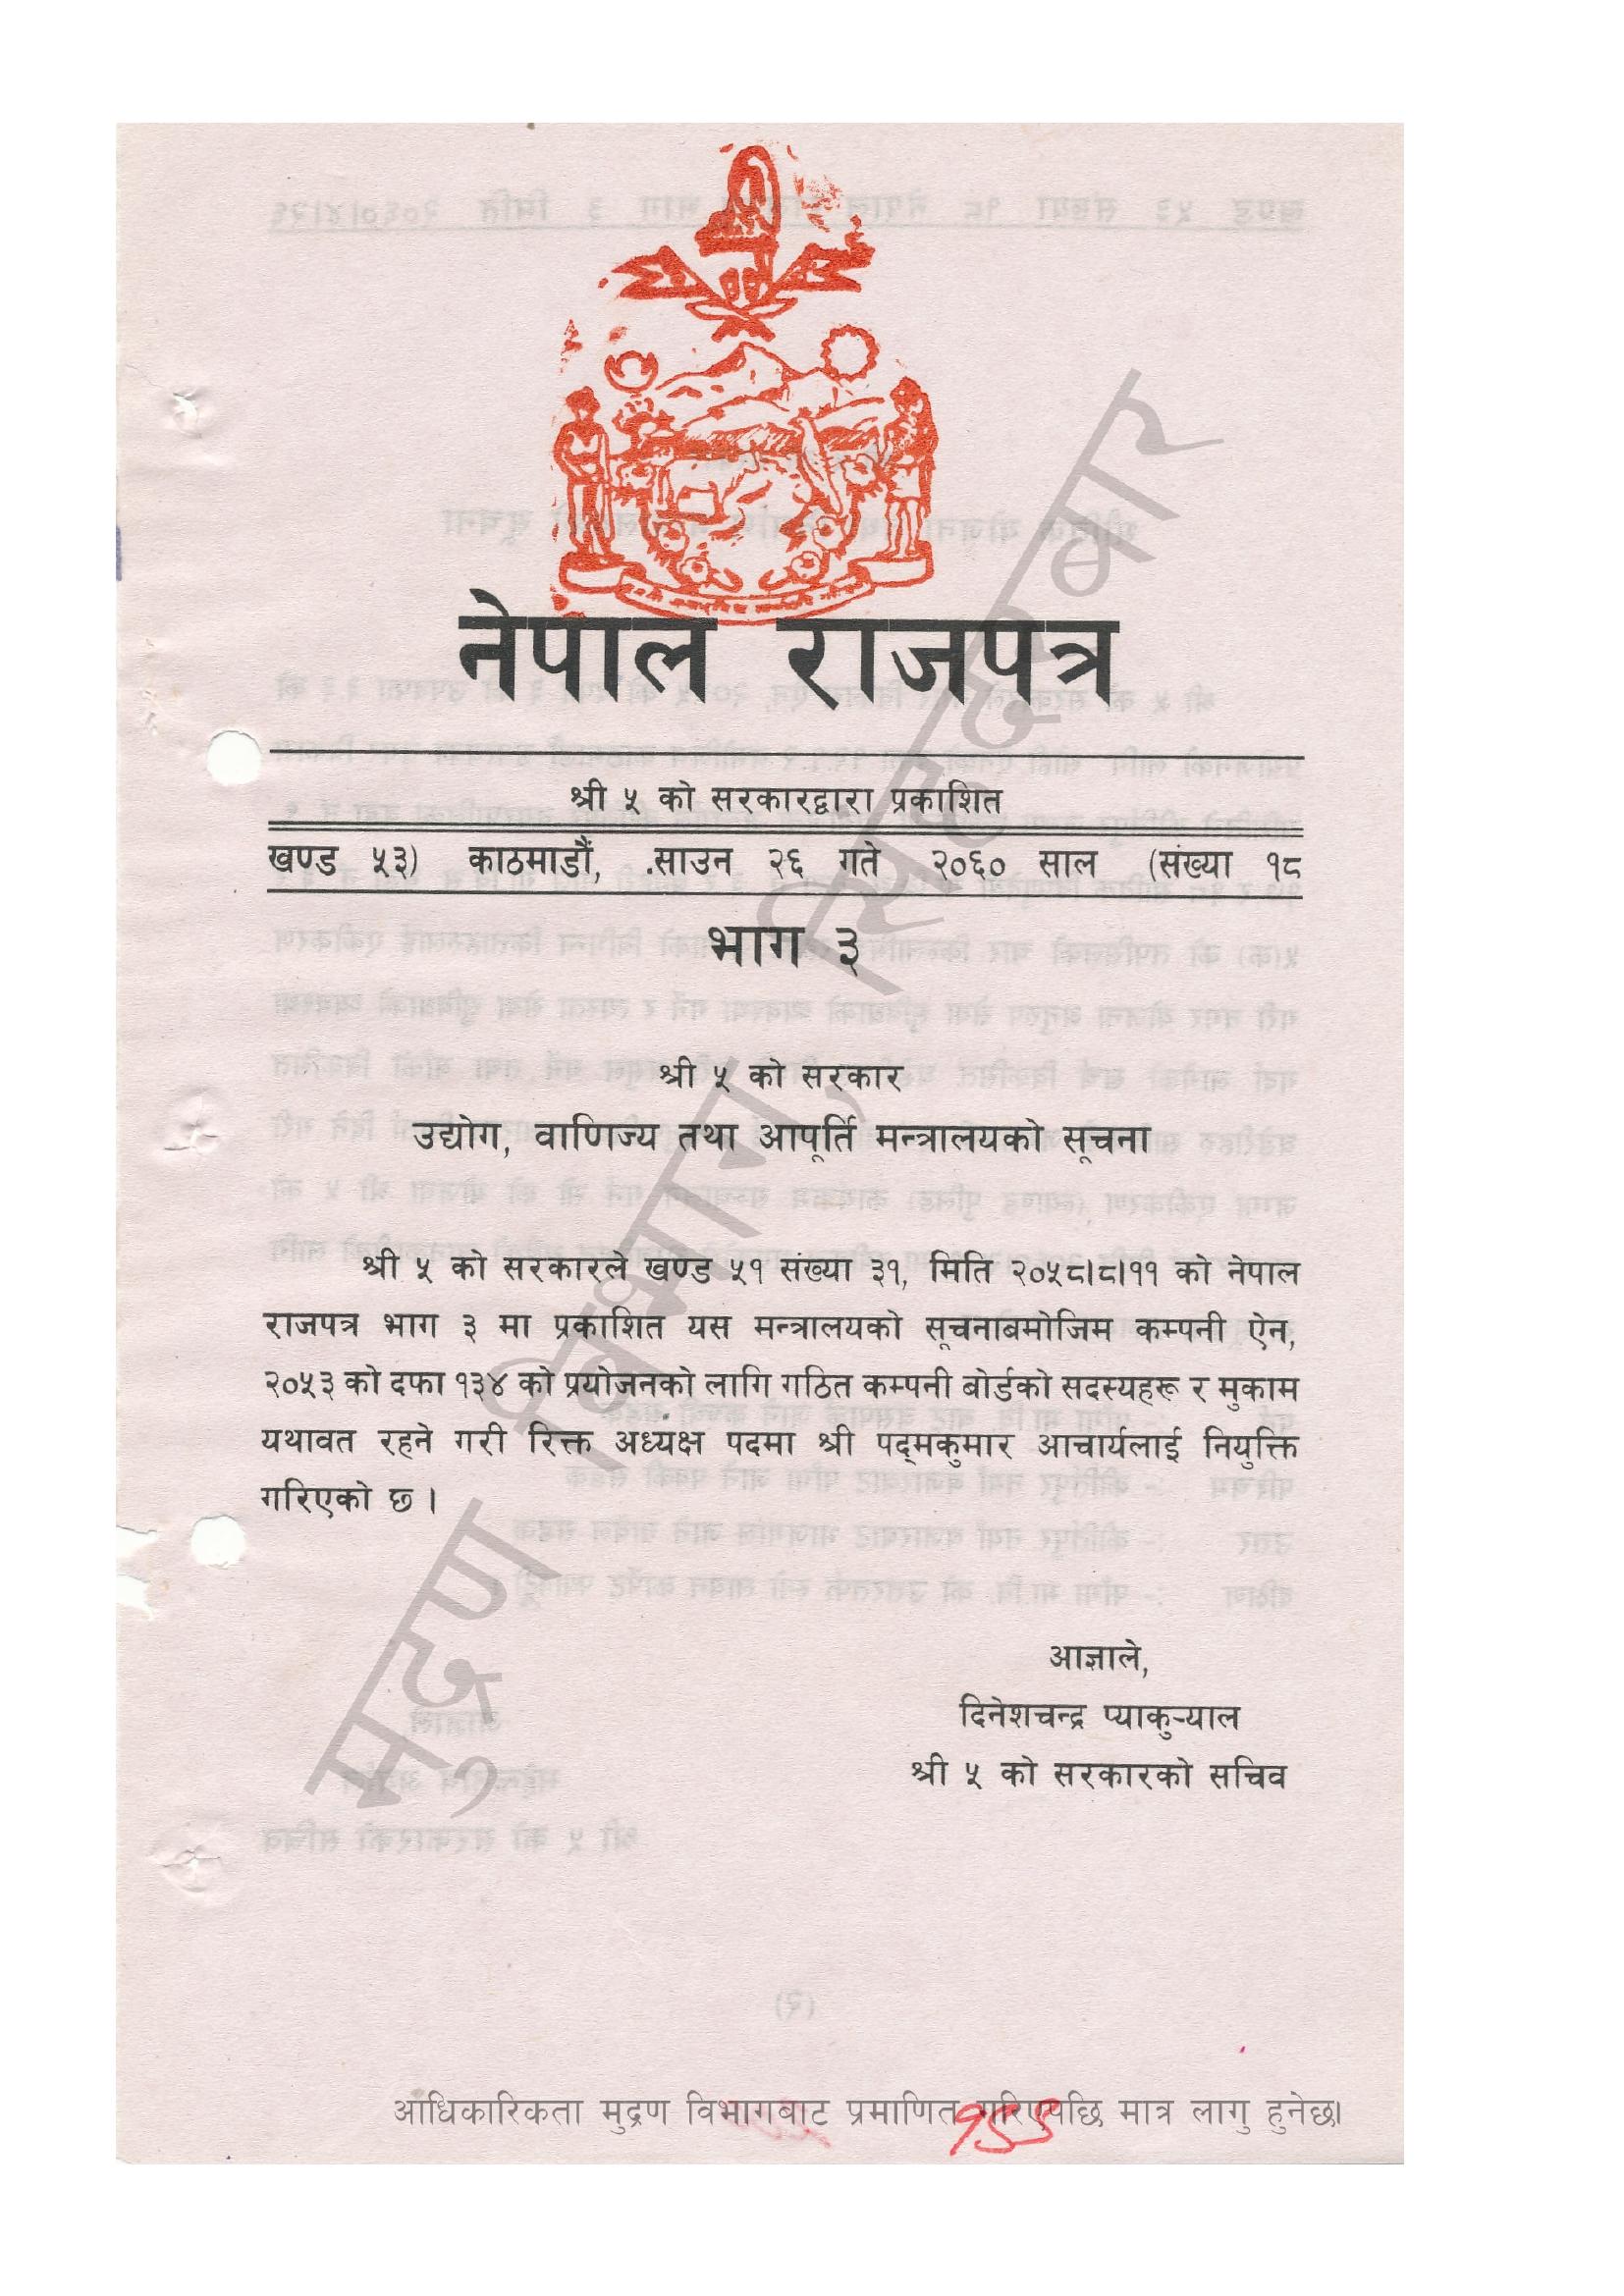 नेपाल राजपत्र
श्री ५ को सरकारद्वारा प्रकाशित
खण्ड ५३) काठमाडौं, साउन २६ गते २०६० साल (संख्या १८
भाग ३
श्री ५ को सरकार
उद्योग, वाणिज्य तथा आपूर्ति मन्त्रालयको सूचना
श्री ५ को सरकारले खण्ड ५१ संख्या ३१, मिति २०५८।८।११ को नेपाल
राजपत्र भाग ३ मा प्रकाशित यस मन्त्रालयको सूचनाबमोजिम कम्पनी ऐन,
२०५३ को दफा १३४ को प्रयोजनको लागि गठित कम्पनी बोर्डको सदस्यहरू र मुकाम
यथावत रहने गरी रिक्त अध्यक्ष पदमा श्री पद्मकुमार आचार्यलाई नियुक्ति
गरिएको छ ।
आज्ञाले,
दिनेशचन्द्र प्याकुर्‍याल
श्री ५ को सरकारको सचिव
मुद्रण विभाग, सिंहदरबार
आधिकारिकता मुद्रण विभागबाट प्रमाणित गरिएपछि मात्र लागु हुनेछ।